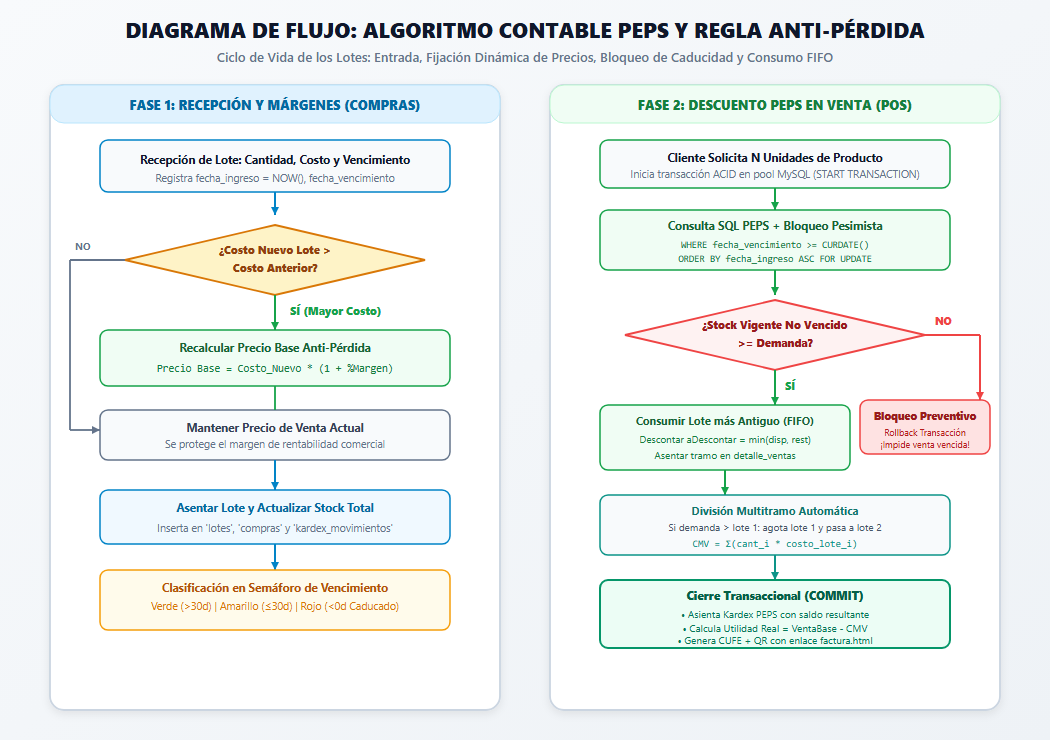 DIAGRAMA DE FLUJO: ALGORITMO CONTABLE PEPS Y REGLA ANTI-PÉRDIDA
Ciclo de Vida de los Lotes: Entrada, Fijación Dinámica de Precios, Bloqueo de Caducidad y Consumo FIFO
FASE 1: RECEPCIÓN Y MÁRGENES (COMPRAS)
Recepción de Lote: Cantidad, Costo y Vencimiento
Registra fecha_ingreso = NOW(), fecha_vencimiento
¿Costo Nuevo Lote >
Costo Anterior?
NO
SÍ (Mayor Costo)
Recalcular Precio Base Anti-Pérdida
Precio Base = Costo_Nuevo * (1 + %Margen)
Mantener Precio de Venta Actual
Se protege el margen de rentabilidad comercial
Asentar Lote y Actualizar Stock Total
Inserta en 'lotes', 'compras' y 'kardex_movimientos'
Clasificación en Semáforo de Vencimiento
Verde (>30d) | Amarillo (≤30d) | Rojo (<0d Caducado)
FASE 2: DESCUENTO PEPS EN VENTA (POS)
Cliente Solicita N Unidades de Producto
Inicia transacción ACID en pool MySQL (START TRANSACTION)
Consulta SQL PEPS + Bloqueo Pesimista
WHERE fecha_vencimiento >= CURDATE()
ORDER BY fecha_ingreso ASC FOR UPDATE
¿Stock Vigente No Vencido
>= Demanda?
NO
SÍ
Bloqueo Preventivo
Rollback Transacción
¡Impide venta vencida!
Consumir Lote más Antiguo (FIFO)
Descontar aDescontar = min(disp, rest)
Asentar tramo en detalle_ventas
División Multitramo Automática
Si demanda > lote 1: agota lote 1 y pasa a lote 2
CMV = Σ(cant_i * costo_lote_i)
Cierre Transaccional (COMMIT)
• Asienta Kardex PEPS con saldo resultante
• Calcula Utilidad Real = VentaBase - CMV
• Genera CUFE + QR con enlace factura.html